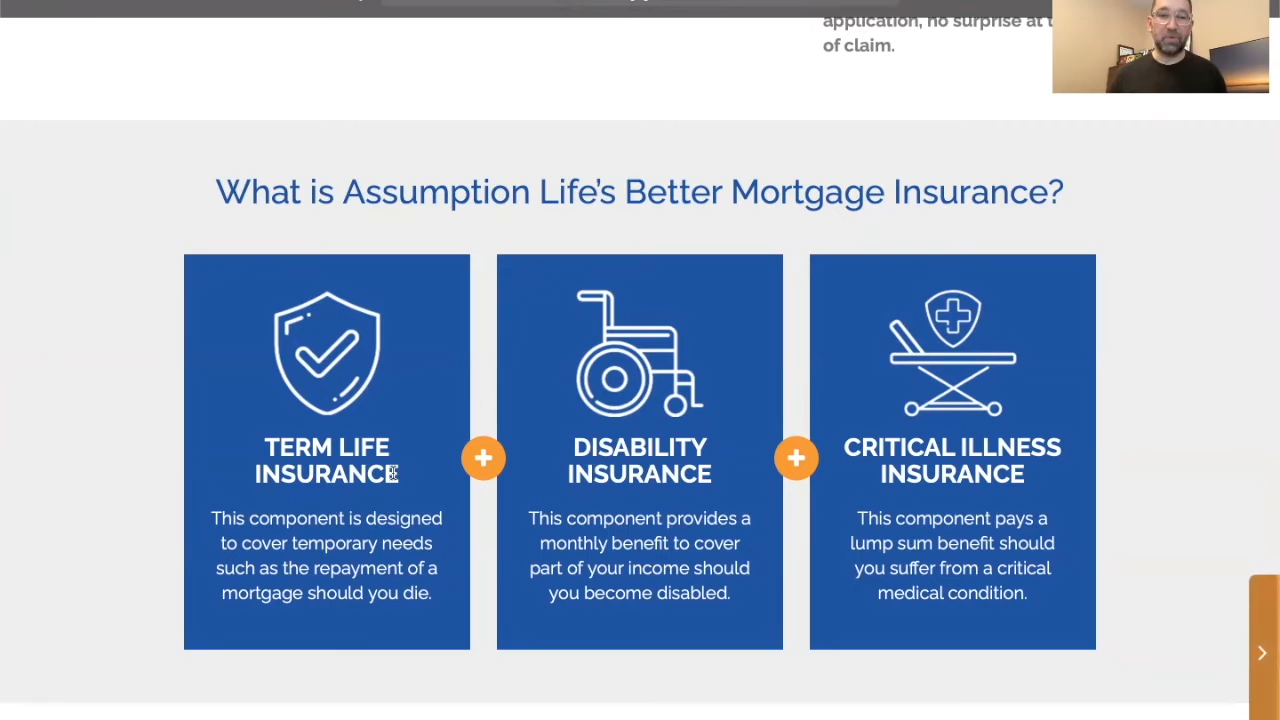 application, no surprise at
of claim.
What is Assumption Life's Better Mortgage Insurance?
TERM LIFE
INSURANCE
This component is designed
to cover temporary needs
such as the repayment of a
mortgage should you die.
DISABILITY
INSURANCE
This component provides a
monthly benefit to cover
part of your income should
you become disabled.
CRITICAL ILLNESS
INSURANCE
This component pays a
lump sum benefit should
you suffer from a critical
medical condition.